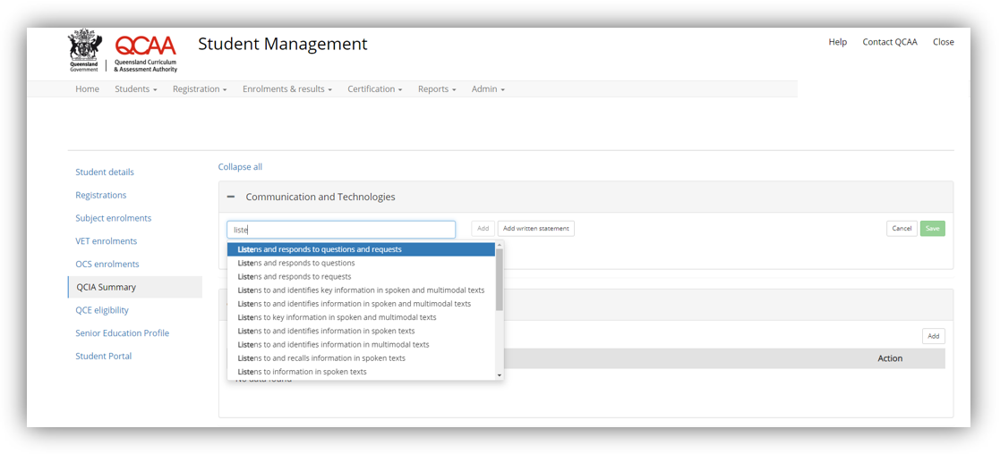 QCAA
Student Management
Help Contact QCAA Close
Queensland
Government
Queensland Curriculum
& Assessment Authority
Home Students Registration Enrolments & results Certification Reports Admin
Student details
Registrations
Subject enrolments
VET enrolments
OCS enrolments
QCIA Summary
QCE eligibility
Senior Education Profile
Student Portal
Collapse all
Communication and Technologies
liste
Add Add written statement Cancel Save
Listens and responds to questions and requests
Listens and responds to questions
Listens and responds to requests
Listens to and identifies key information in spoken and multimodal texts
Listens to and identifies information in spoken and multimodal texts
Listens to key information in spoken and multimodal texts
Listens to and identifies information in spoken texts
Listens to and identifies information in multimodal texts
Listens to and recalls information in spoken texts
Listens to information in spoken texts
Add
Action
No data found